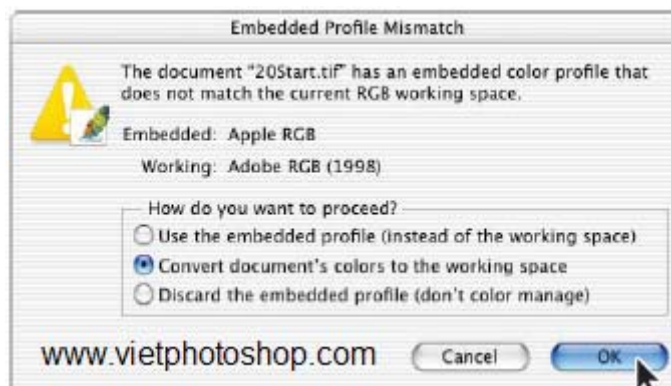 Embedded Profile Mismatch
The document "20Start.tif" has an embedded color profile that
does not match the current RGB working space.
Embedded: Apple RGB
Working: Adobe RGB (1998)
How do you want to proceed?
Use the embedded profile (instead of the working space)
Convert document's colors to the working space
Discard the embedded profile (don't color manage)
www.vietphotoshop.com Cancel OK